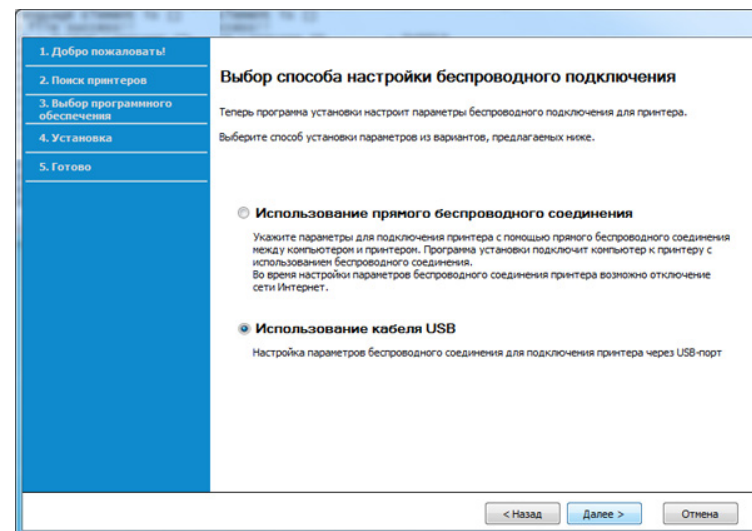 1. Добро пожаловать!
2. Поиск принтеров
3. Выбор программного
обеспечения
4. Установка
5. Готово
Выбор способа настройки беспроводного подключения
Теперь программа установки настроит параметры беспроводного подключения для принтера.
Выберите способ установки параметров из вариантов, предлагаемых ниже.
Использование прямого беспроводного соединения
Укажите параметры для подключения принтера с помощью прямого беспроводного соединения
между компьютером и принтером. Программа установки подключит компьютер к принтеру с
использованием беспроводного соединения.
Во время настройки параметров беспроводного соединения принтера возможно отключение
сети Интернет.
Использование кабеля USB
Настройка параметров беспроводного соединения для подключения принтера через USB-порт
< Назад
Далее >
Отмена